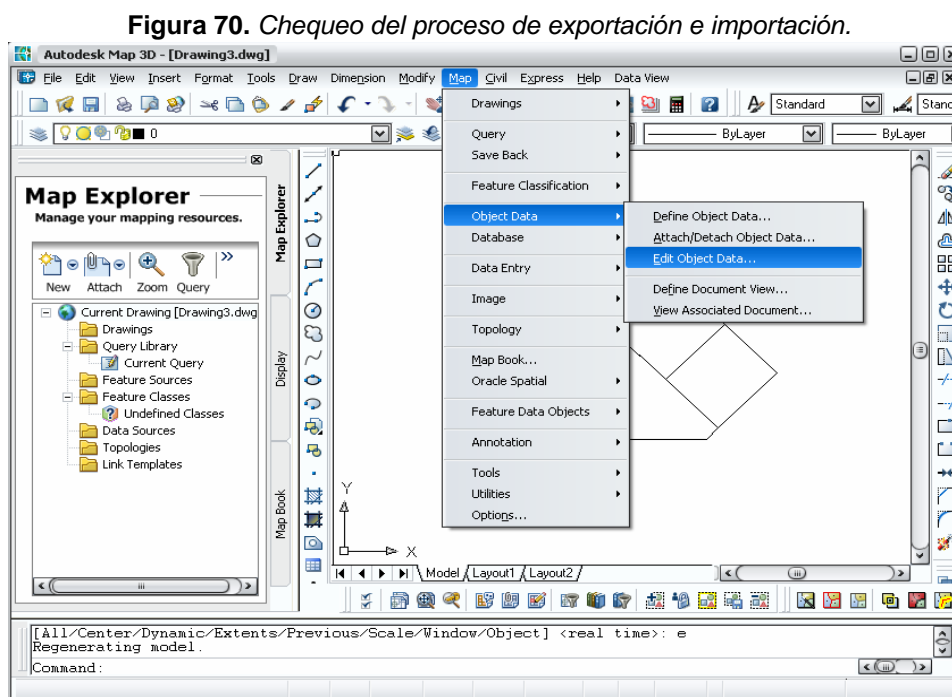 Figura 70. Chequeo del proceso de exportación e importación.
Autodesk Map 3D - [Drawing3.dwg]
File Edit View Insert Format Tools Draw Dimension Modify Map Civil Express Help Data View
Standard
Stand
0
ByLayer
ByLayer
Map Explorer
Manage your mapping resources.
New Attach Zoom Query
»
Current Drawing [Drawing3.dwg
Drawings
Query Library
Current Query
Feature Sources
Feature Classes
Undefined Classes
Data Sources
Topologies
Link Templates
Map Explorer
Display
Map Book
Drawings
Query
Save Back
Feature Classification
Object Data
Database
Data Entry
Image
Topology
Map Book...
Oracle Spatial
Feature Data Objects
Annotation
Tools
Utilities
Options...
Define Object Data...
Attach/Detach Object Data...
Edit Object Data...
Define Document View...
View Associated Document...
Y
X
Model Layout1 Layout2
[All/Center/Dynamic/Extents/Previous/Scale/Window/Object] <real time>: e
Regenerating model.
Command: